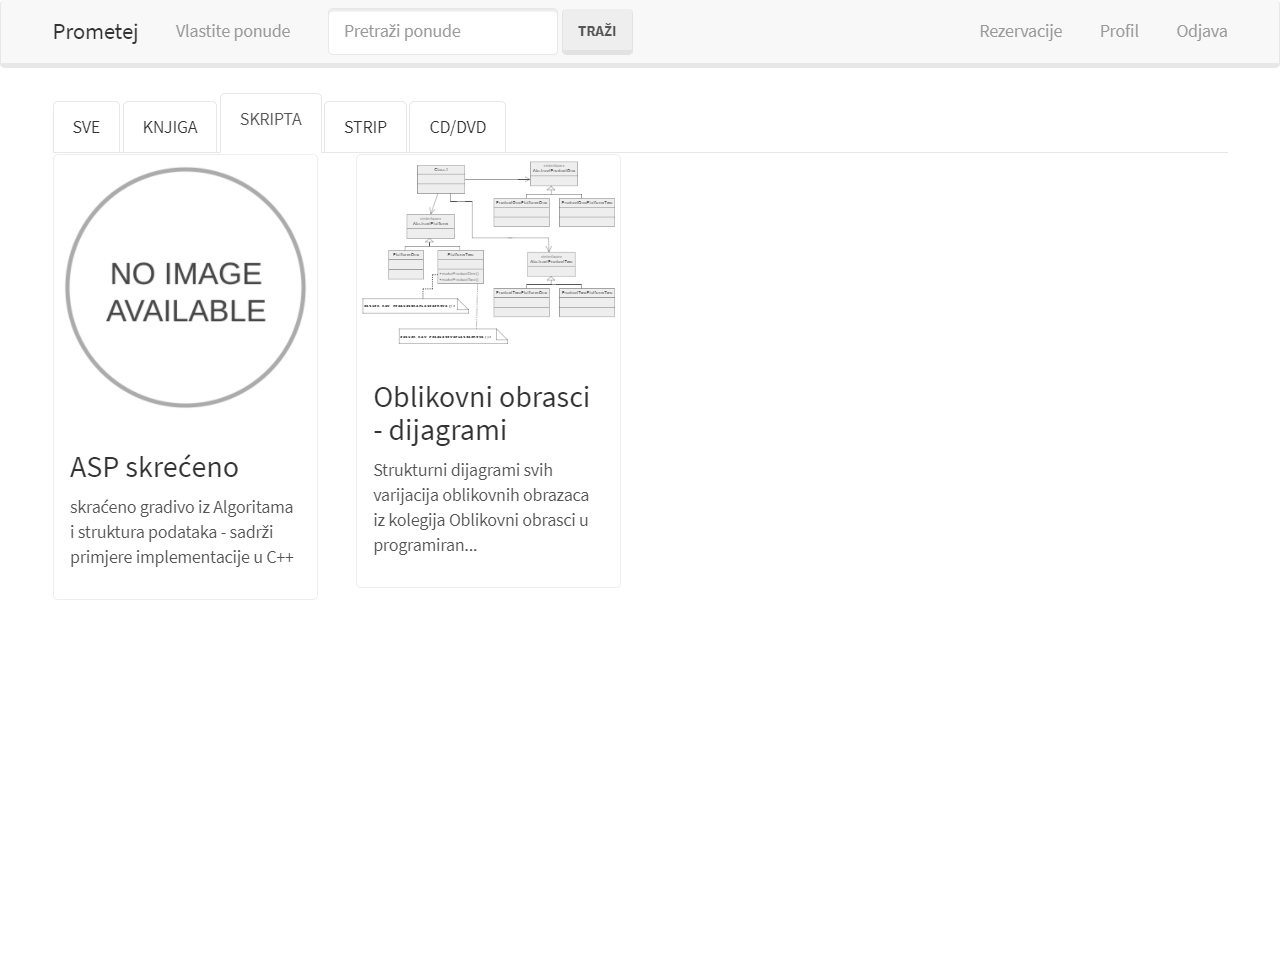 Prometej
Vlastite ponude
Pretraži ponude
TRAŽI
Rezervacije
Profil
Odjava
SVE
KNJIGA
SKRIPTA
STRIP
CD/DVD
NO IMAGE
AVAILABLE
ASP skrećeno
skraćeno gradivo iz Algoritama
i struktura podataka - sadrži
primjere implementacije u C++
Oblikovni obrasci
- dijagrami
Strukturni dijagrami svih
varijacija oblikovnih obrazaca
iz kolegija Oblikovni obrasci u
programiran...